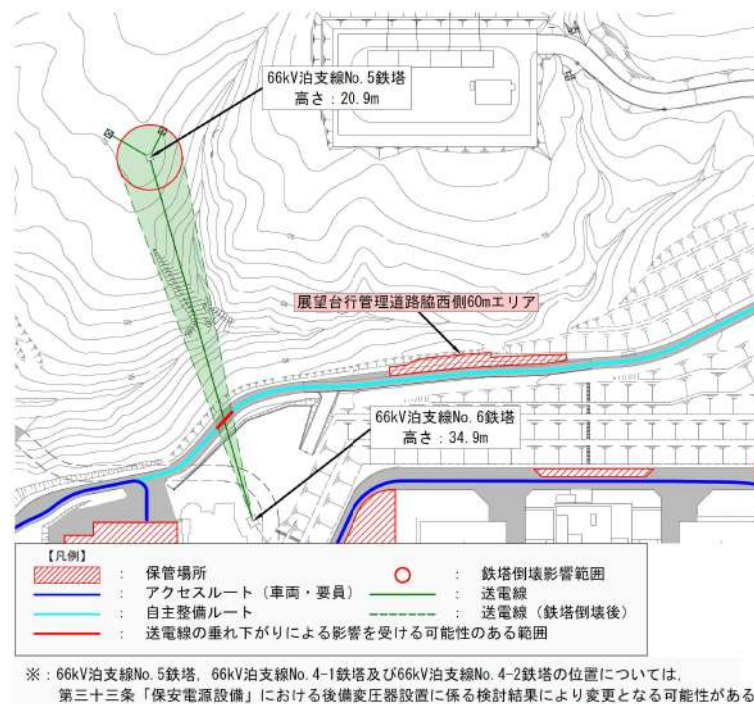 66kV泊支線No.5鉄塔
高さ:20.9m
展望台行管理道路脇西側60mエリア
66kV泊支線No.6鉄塔
高さ:34.9m
【凡例】
: 保管場所
: 鉄塔倒壊影響範囲
: アクセスルート(車両・要員)
: 送電線
: 自主整備ルート
: 送電線(鉄塔倒壊後)
: 送電線の垂れ下がりによる影響を受ける可能性のある範囲
※:66kV泊支線No.5鉄塔,66kV泊支線No.4-1鉄塔及び66kV泊支線No.4-2鉄塔の位置については,
第三十三条「保安電源設備」における後備変圧器設置に係る検討結果により変更となる可能性がある